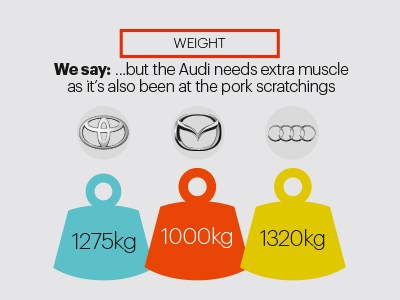 WEIGHT
We say: ...but the Audi needs extra muscle
as it's also been at the pork scratchings
1275kg 1000kg 1320kg